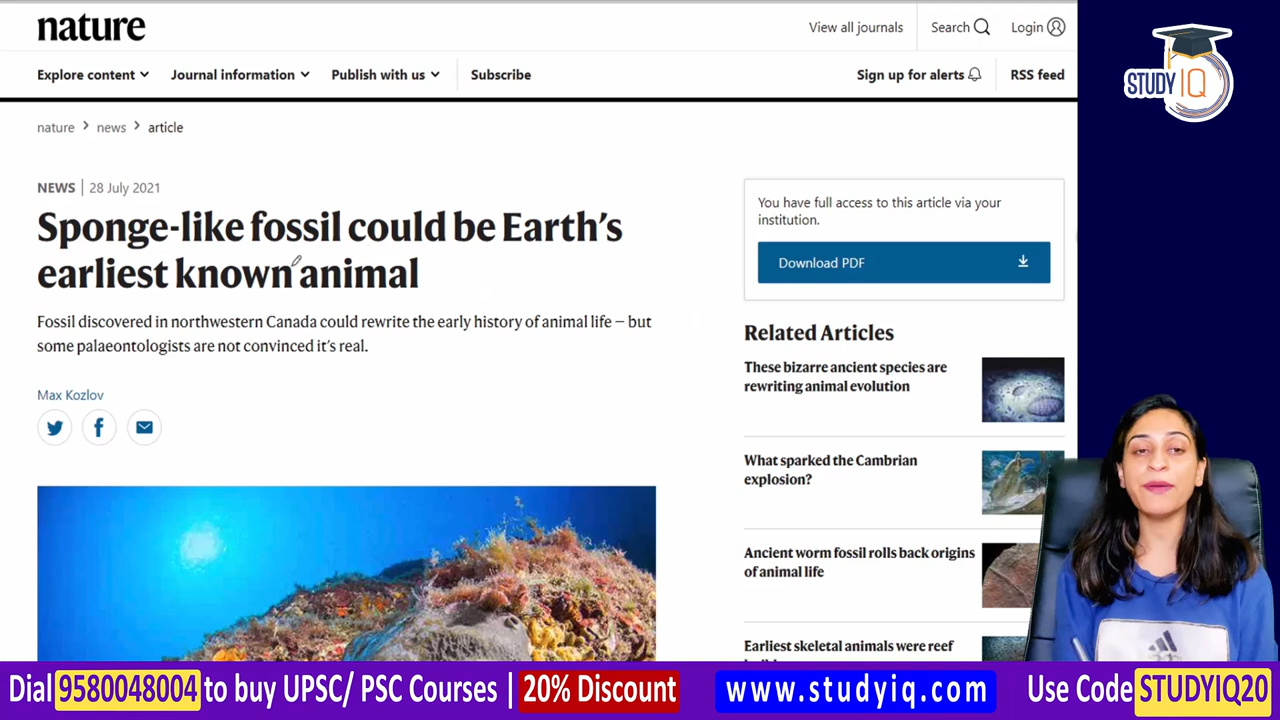 nature
View all journals
Search
Login
Explore content
Journal information
Publish with us
Subscribe
Sign up for alerts
RSS feed
STUDY IQ
nature > news > article
NEWS | 28 July 2021
Sponge-like fossil could be Earth's
earliest known animal
Fossil discovered in northwestern Canada could rewrite the early history of animal life – but
some palaeontologists are not convinced it's real.
Max Kozlov
You have full access to this article via your
institution.
Download PDF
Related Articles
These bizarre ancient species are
rewriting animal evolution
What sparked the Cambrian
explosion?
Ancient worm fossil rolls back origins
of animal life
Earliest skeletal animals were reef
Dial 9580048004 to buy UPSC/ PSC Courses | 20% Discount
www.studyiq.com
Use Code STUDYIQ20